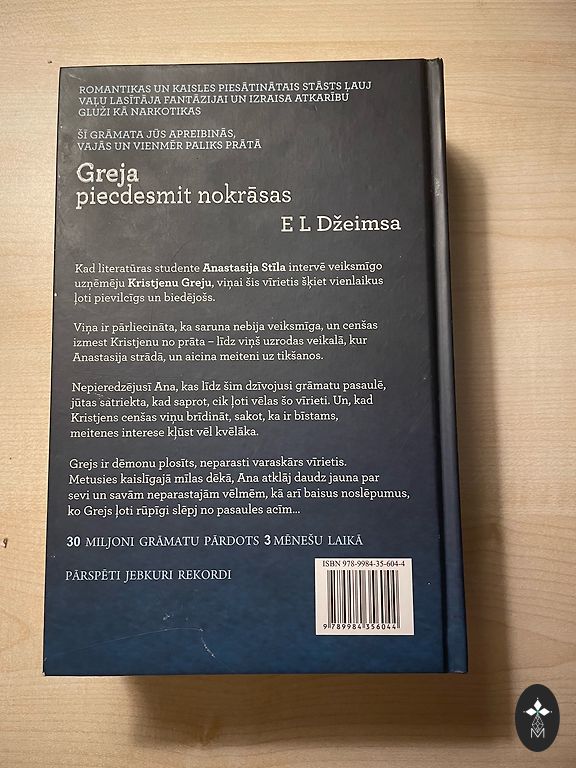 ROMANTIKAS UN KAISLES PIESĀTINĀTAIS STĀSTS ĻAUJ
VAĻU LASĪTĀJA FANTĀZIJAI UN IZRAISA ATKARĪBU
GLUŽI KĀ NARKOTIKAS
ŠĪ GRĀMATA JŪS APREIBINĀS,
VAJĀS UN VIENMĒR PALIKS PRĀTĀ
Greja
piecdesmit nokrāsas
E L Džeimsa
Kad literatūras studente Anastasija Stīla intervē veiksmīgo
uzņēmēju Kristjenu Greju, viņai šis vīrietis šķiet vienlaikus
ļoti pievilcīgs un biedējošs.
Viņa ir pārliecināta, ka saruna nebija veiksmīga, un cenšas
izmest Kristjenu no prāta – līdz viņš uzrodas veikalā, kur
Anastasija strādā, un aicina meiteni uz tikšanos.
Nepieredzējusī Ana, kas līdz šim dzīvojusi grāmatu pasaulē,
jūtas satriekta, kad saprot, cik ļoti vēlas šo vīrieti. Un, kad
Kristjens cenšas viņu brīdināt, sakot, ka ir bīstams,
meitenes interese kļūst vēl kvēlāka.
Grejs ir dēmonu plosīts, neparasti varaskārs vīrietis.
Metusies kaislīgajā mīlas dēkā, Ana atklāj daudz jauna par
sevi un savām neparastajām vēlmēm, kā arī baisus noslēpumus,
ko Grejs ļoti rūpīgi slēpj no pasaules acīm...
30 MILJONI GRĀMATU PĀRDOTS 3 MĒNEŠU LAIKĀ
PĀRSPĒTI JEBKURI REKORDI
ISBN 978-9984-35-604-4
9 789984 356044
M